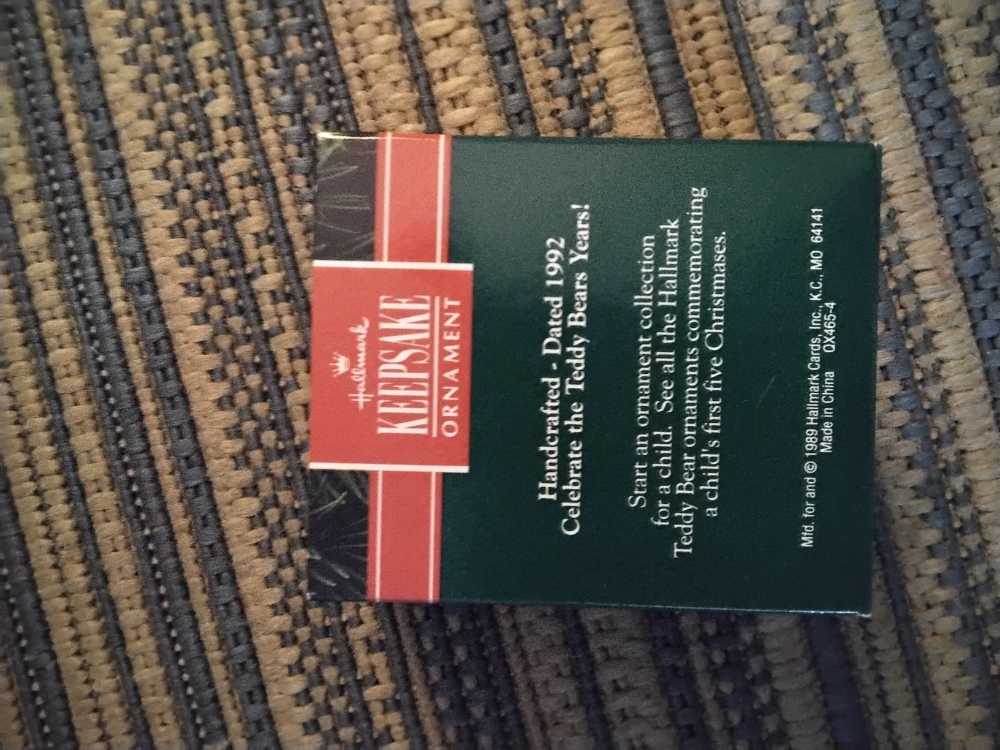 Hallmark
KEEPSAKE
ORNAMENT
Handcrafted - Dated 1992
Celebrate the Teddy Bears Years!
Start an ornament collection
for a child. See all the Hallmark
Teddy Bear ornaments commemorating
a child's first five Christmases.
Mfd. for and © 1989 Hallmark Cards, Inc., K.C., MO 64141
Made in China QX465-4